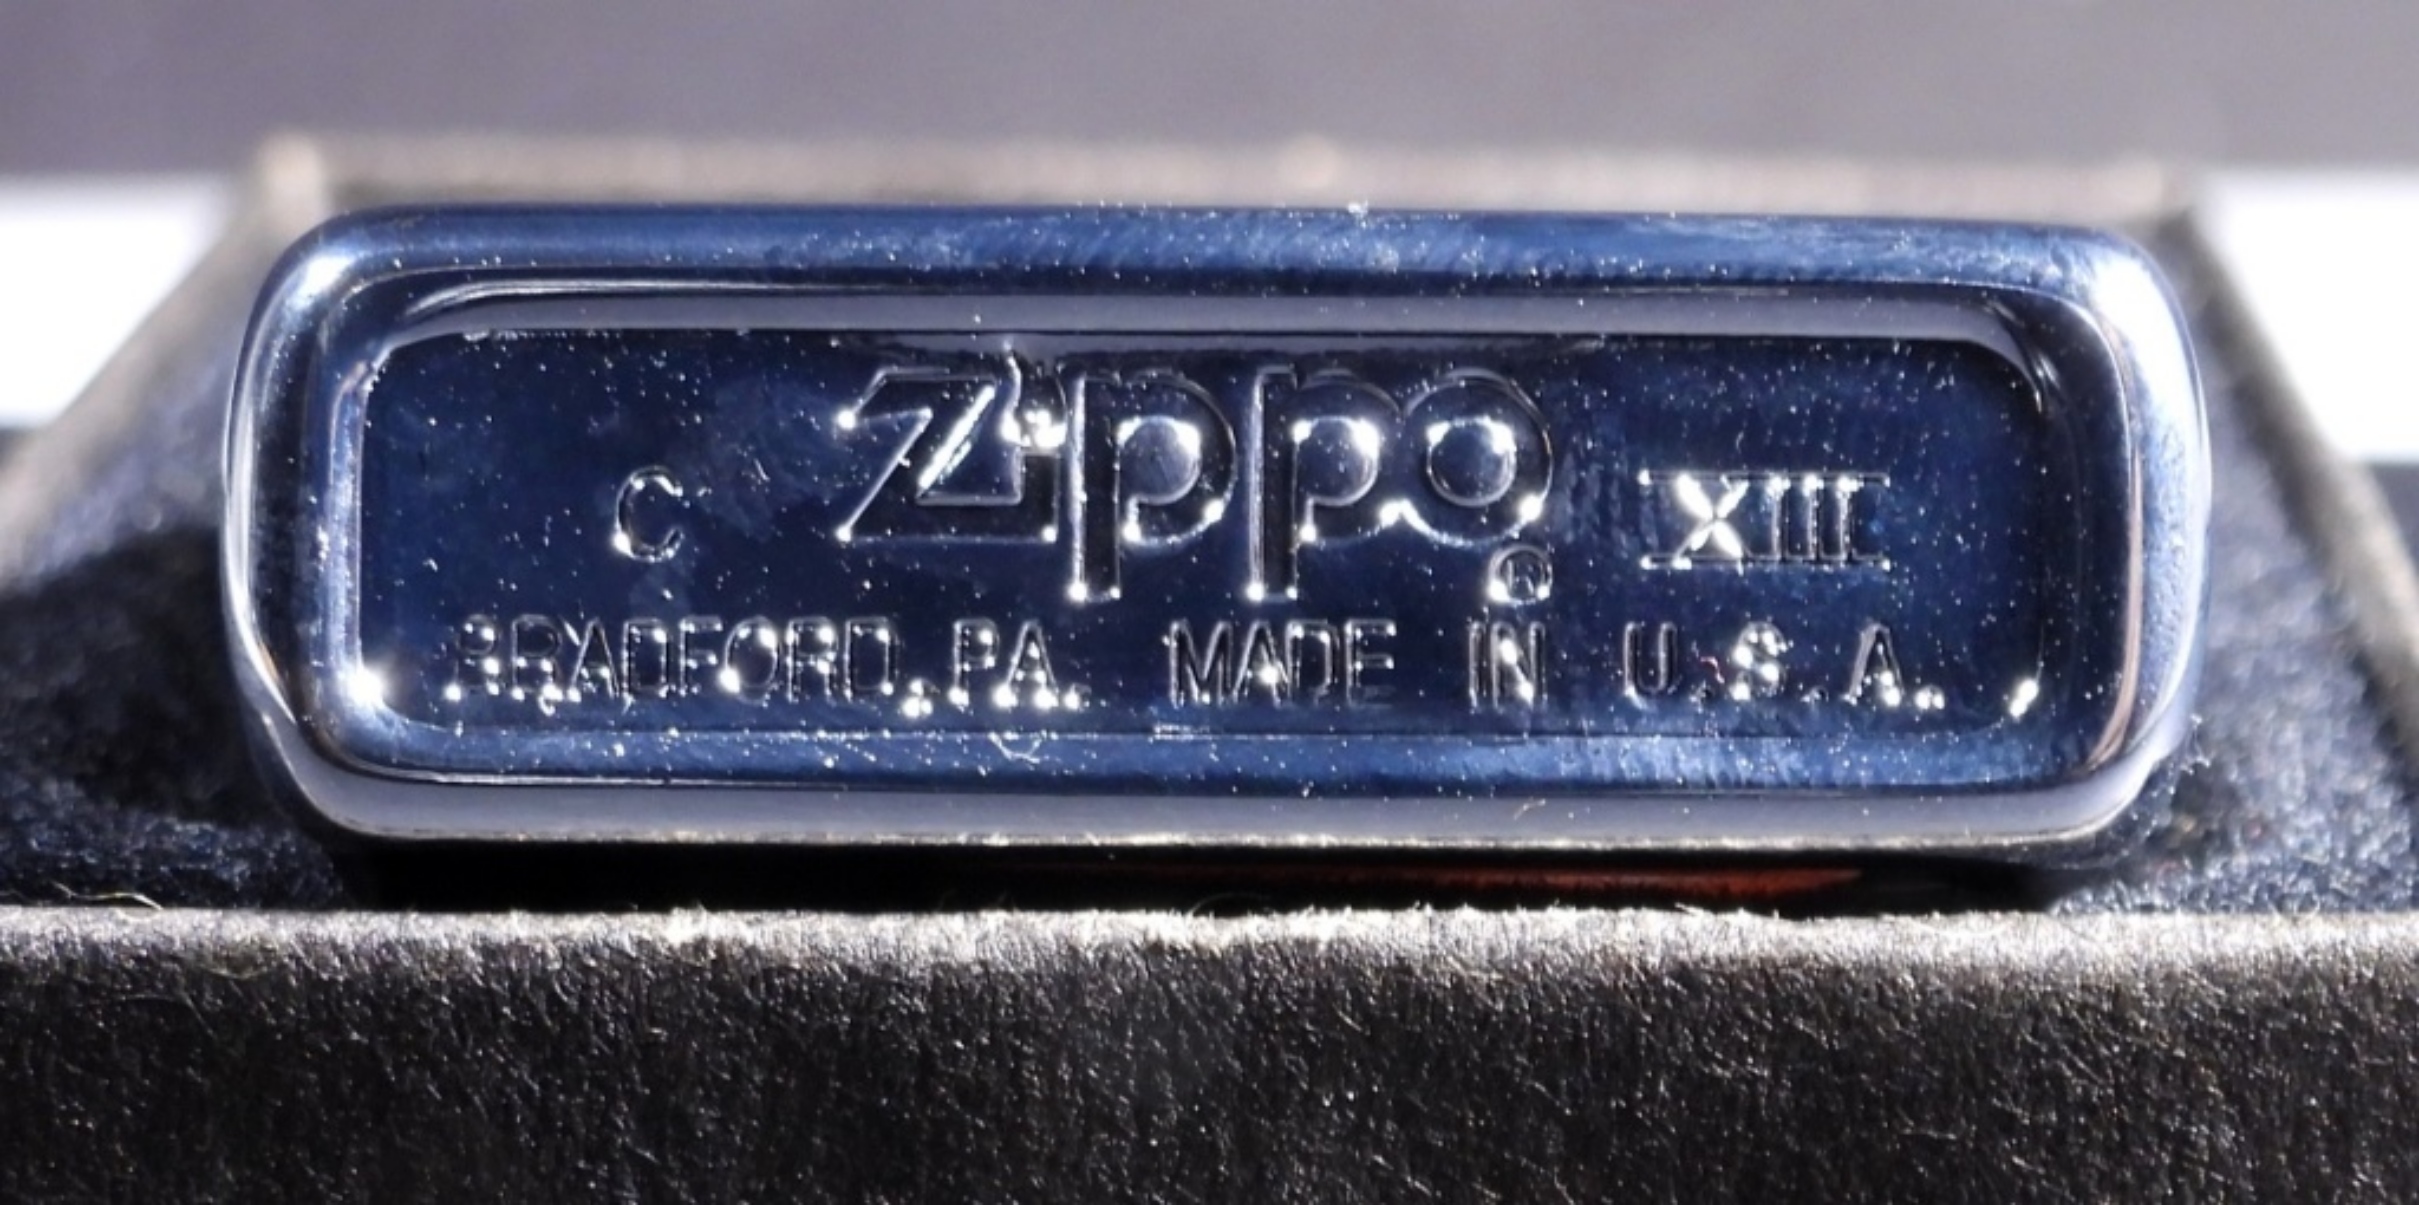 C Zippo® XIII
BRADFORD, PA. MADE IN U.S.A.